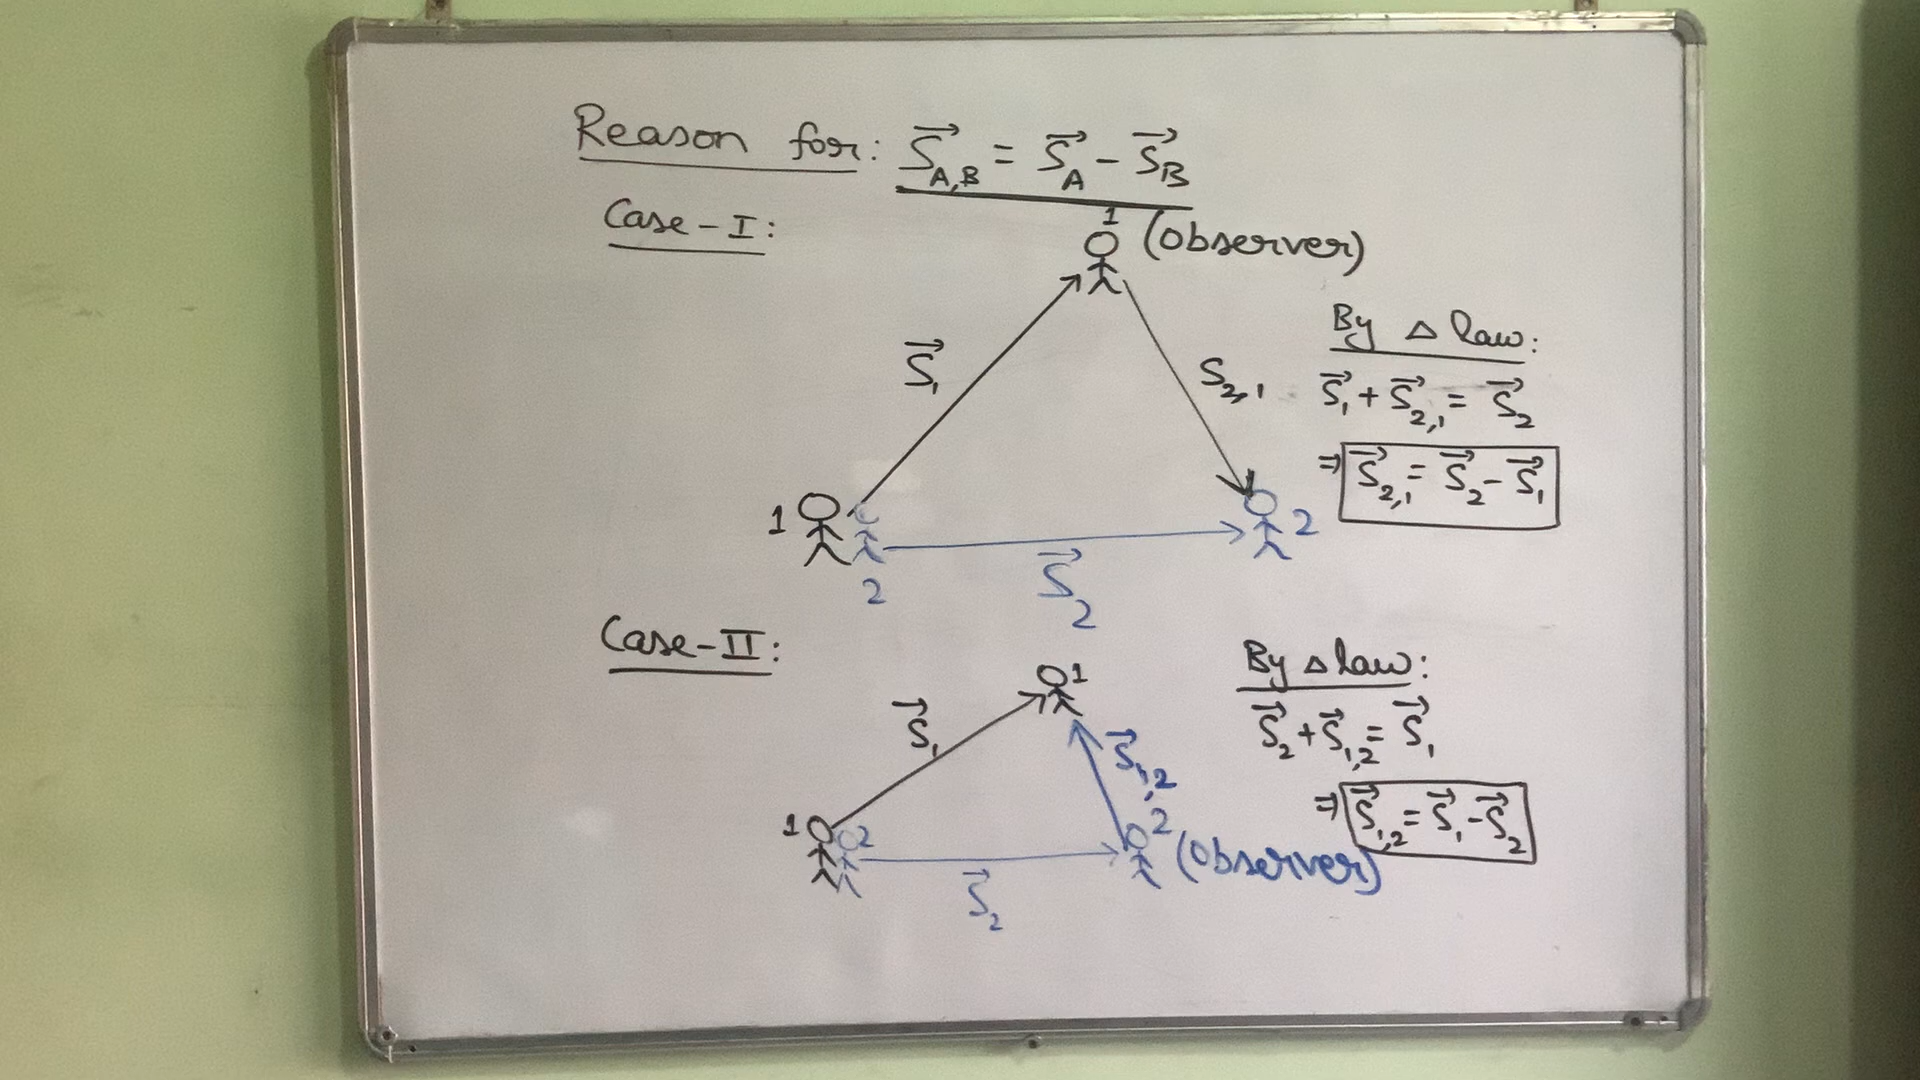 Reason for: S⃗A,B = S⃗A - S⃗B
Case-I:
1 (observer)
S⃗1
S2,1
1
2
2
S⃗2
By Δ law:
S⃗1 + S⃗2,1 = S⃗2
⇒ S⃗2,1 = S⃗2 - S⃗1
Case-II:
1
S⃗1
S⃗1,2
1
2
2
(observer)
S⃗2
By Δ law:
S⃗2 + S⃗1,2 = S⃗1
⇒ S⃗1,2 = S⃗1 - S⃗2